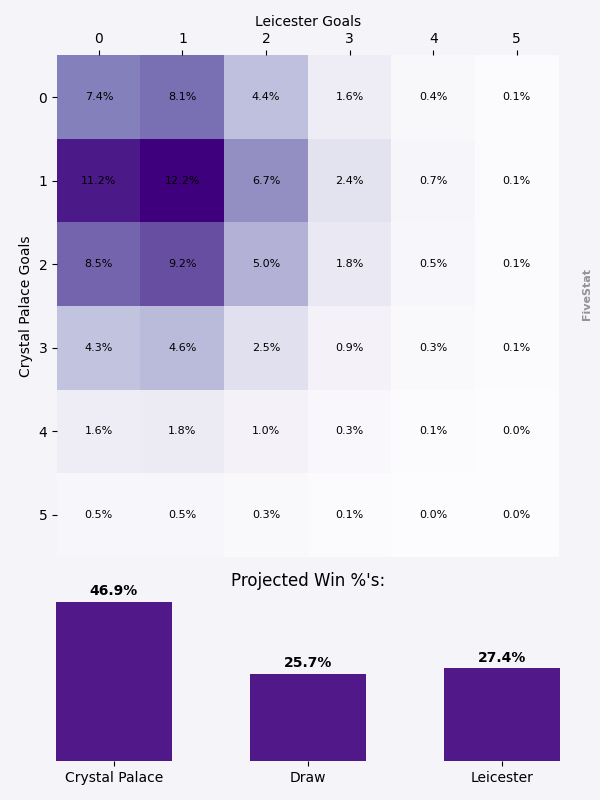 Leicester Goals
0 1 2 3 4 5
Crystal Palace Goals
0 7.4% 8.1% 4.4% 1.6% 0.4% 0.1%
1 11.2% 12.2% 6.7% 2.4% 0.7% 0.1%
2 8.5% 9.2% 5.0% 1.8% 0.5% 0.1%
3 4.3% 4.6% 2.5% 0.9% 0.3% 0.1%
4 1.6% 1.8% 1.0% 0.3% 0.1% 0.0%
5 0.5% 0.5% 0.3% 0.1% 0.0% 0.0%
FiveStat
Projected Win %'s:
46.9% 25.7% 27.4%
Crystal Palace Draw Leicester